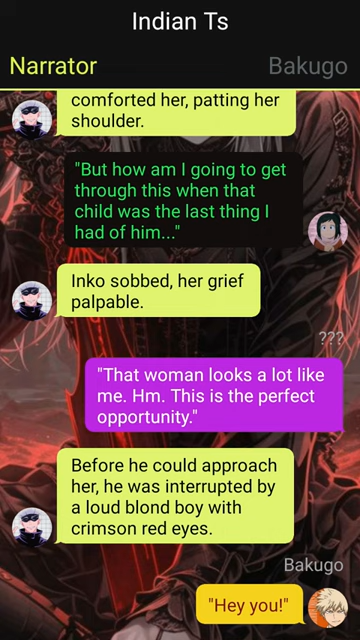 Indian Ts
Narrator
Bakugo
comforted her, patting her
shoulder.
"But how am I going to get
through this when that
child was the last thing I
had of him..."
Inko sobbed, her grief
palpable.
???
"That woman looks a lot like
me. Hm. This is the perfect
opportunity."
Before he could approach
her, he was interrupted by
a loud blond boy with
crimson red eyes.
Bakugo
"Hey you!"